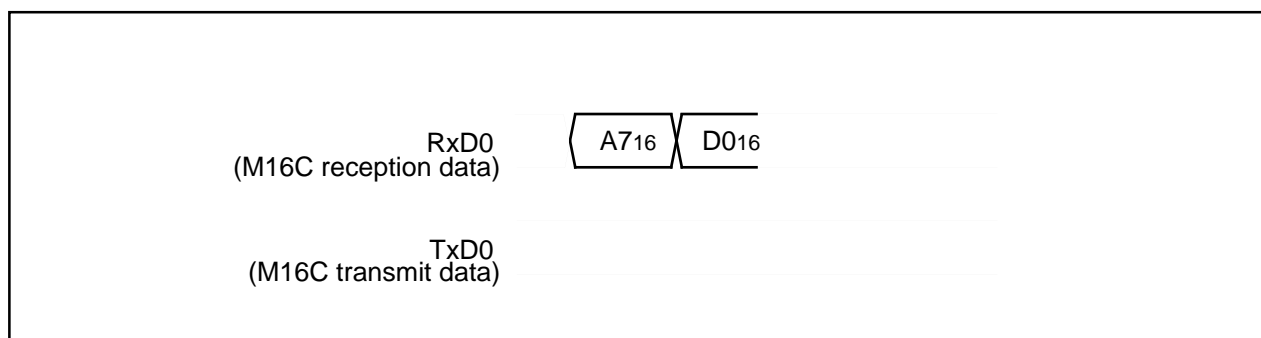 RxD0
(M16C reception data)
A716
D016
TxD0
(M16C transmit data)